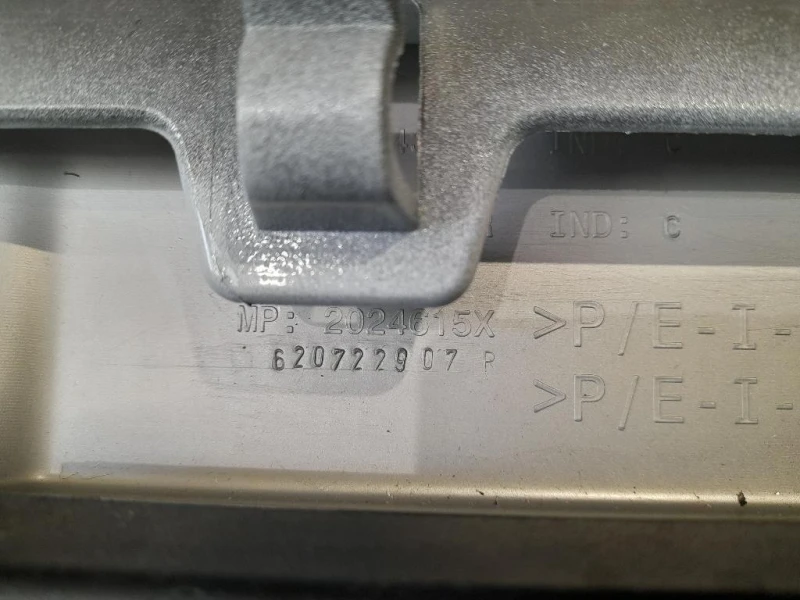 IND: C
MP: 2024615X >P/E-I-
620722907 P
>P/E-I-